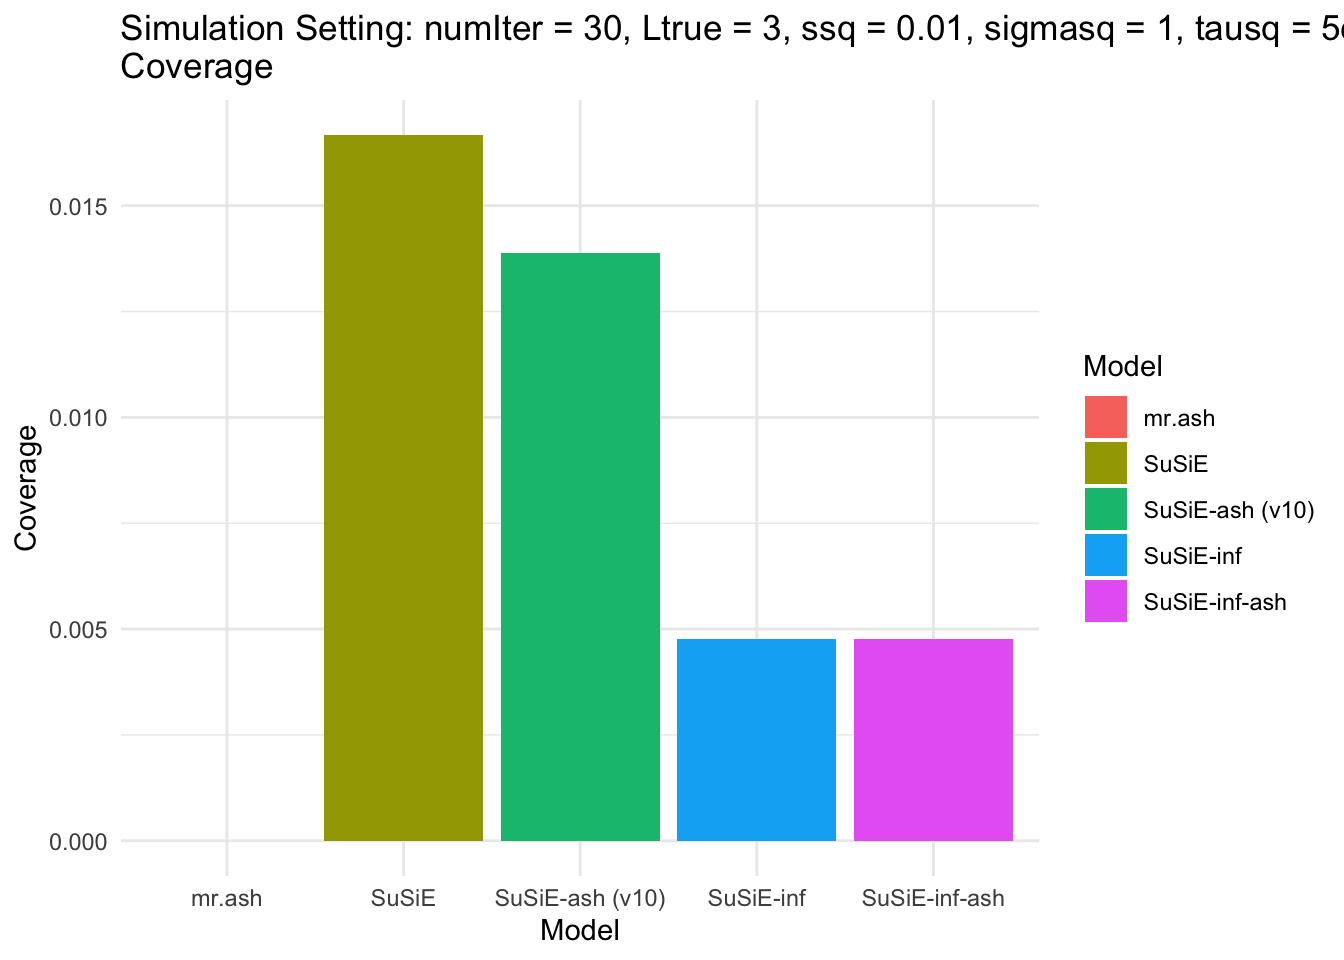 Simulation Setting: numIter = 30, Ltrue = 3, ssq = 0.01, sigmasq = 1, tausq =
Coverage
0.015
0.010
0.005
0.000
Coverage
mr.ash SuSiE SuSiE-ash (v10) SuSiE-inf SuSiE-inf-ash
Model
Model
mr.ash
SuSiE
SuSiE-ash (v10)
SuSiE-inf
SuSiE-inf-ash